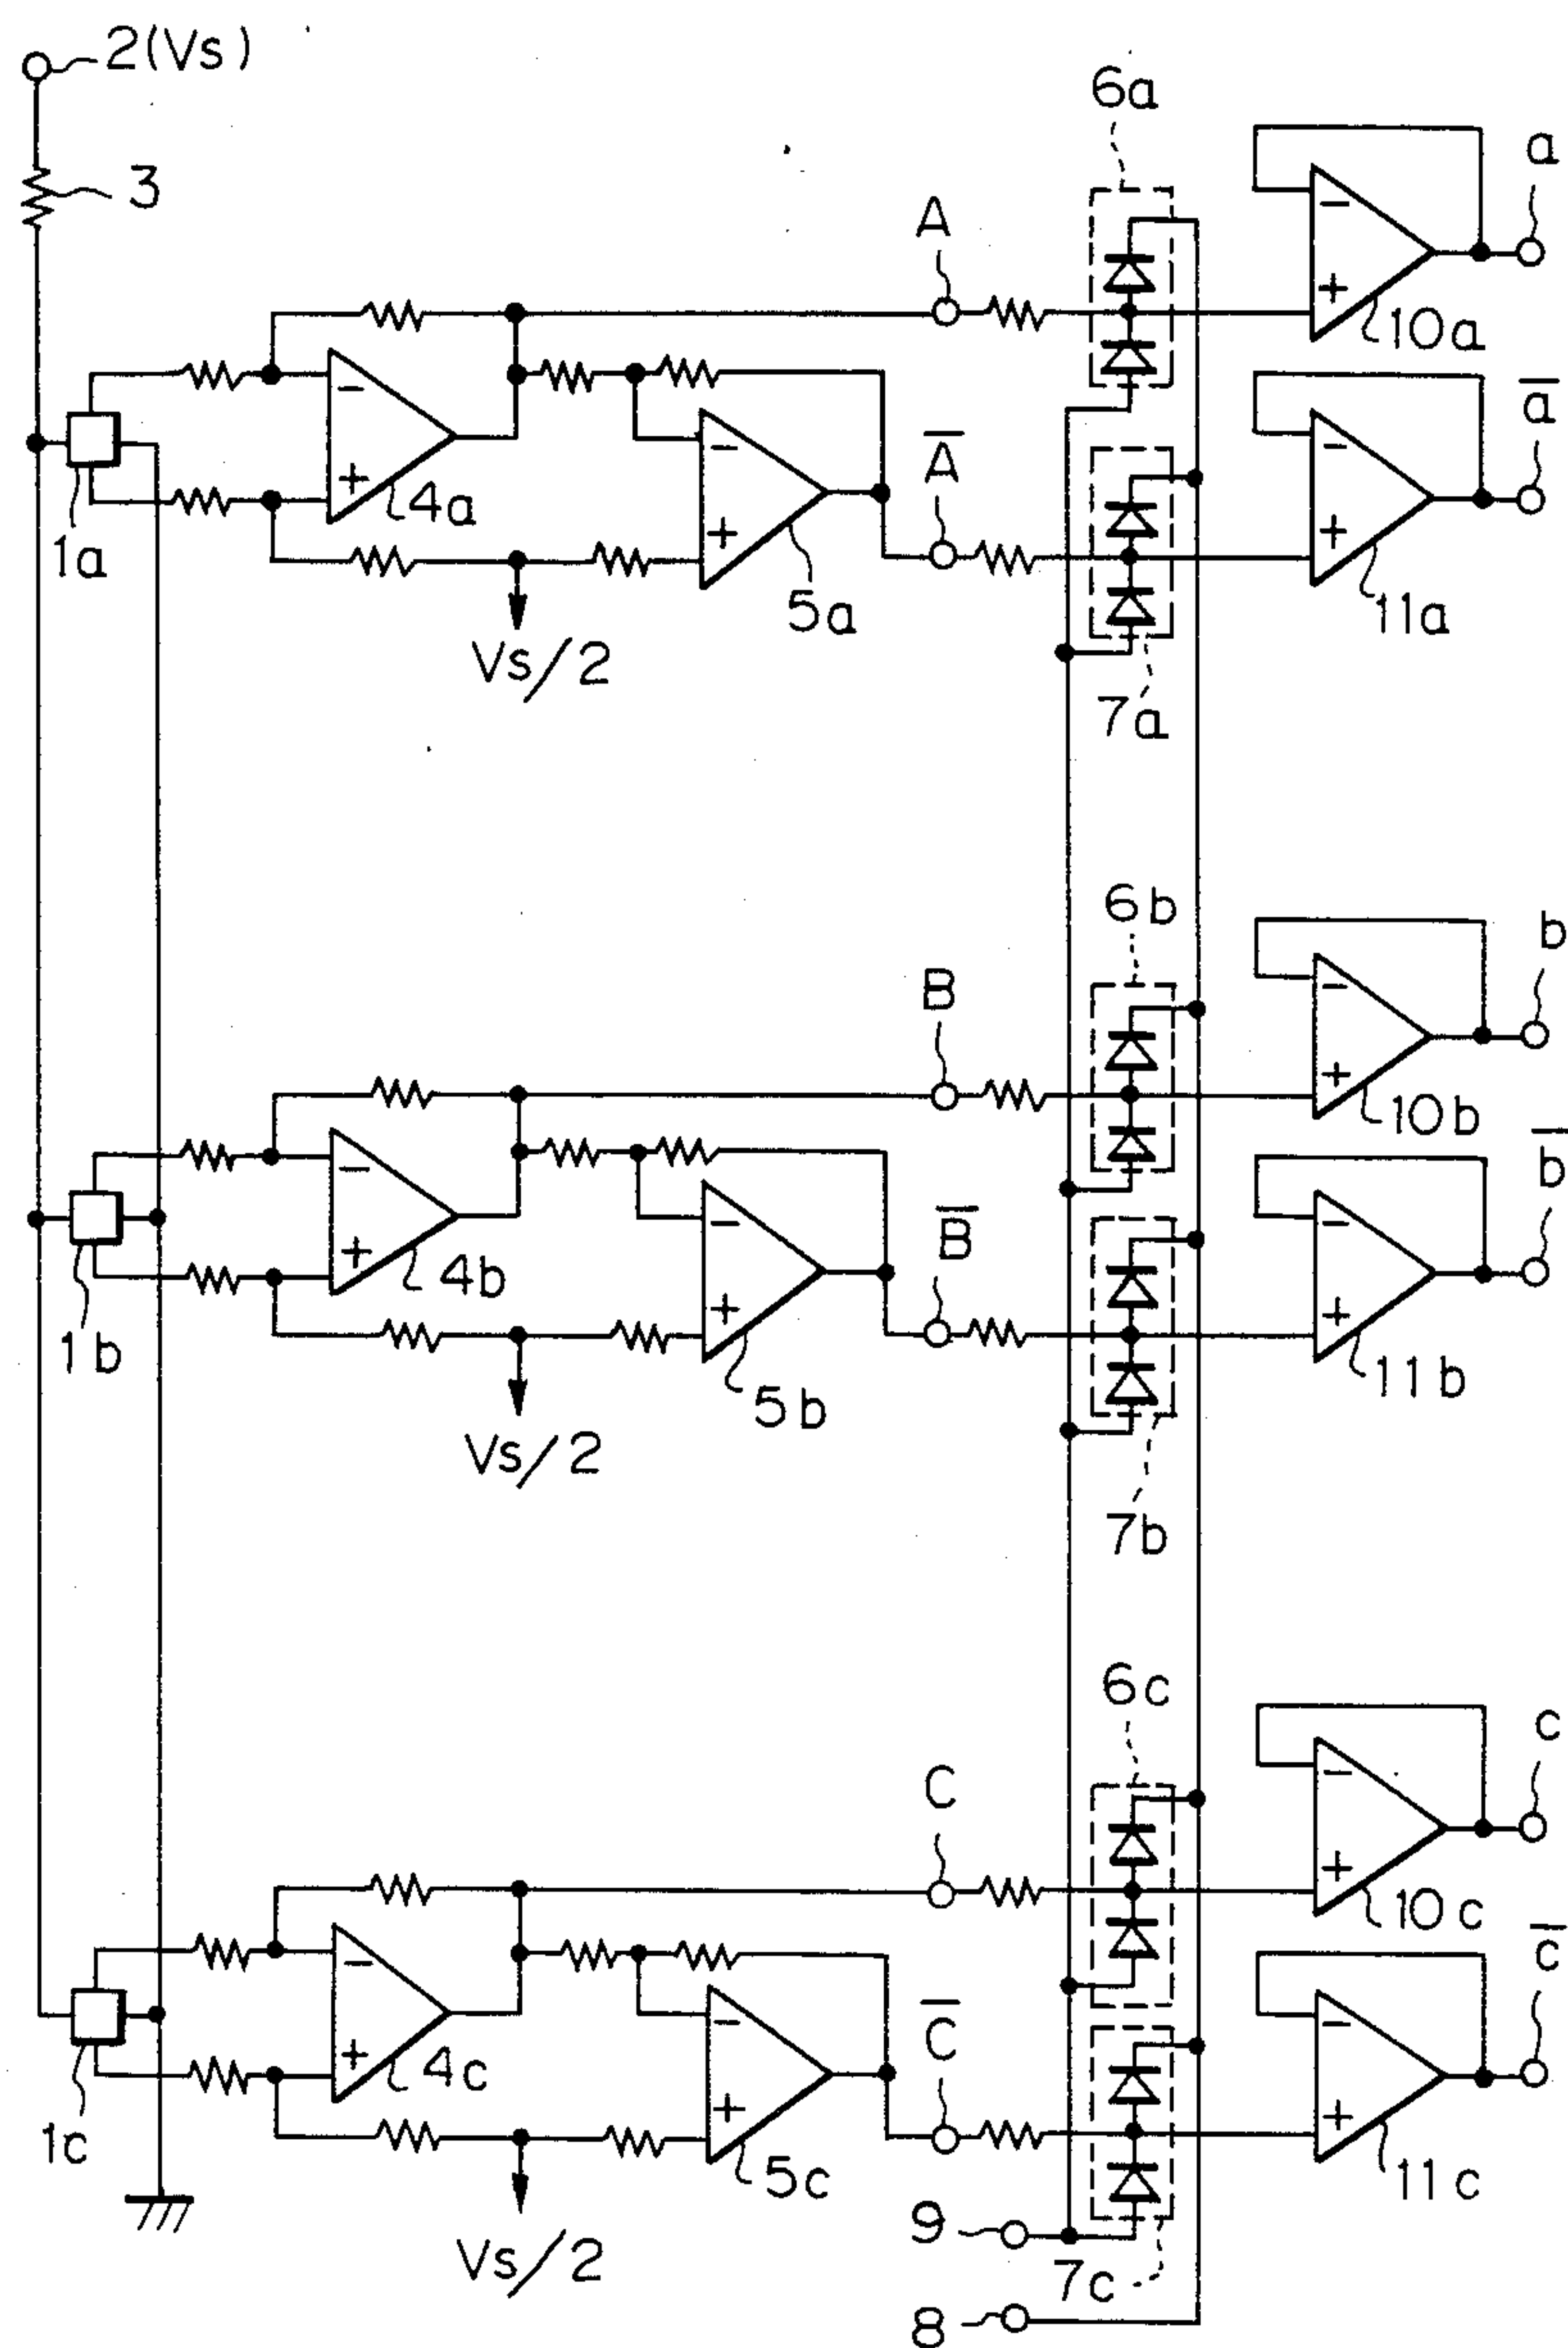 2(Vs)
6a
a
3
A
10a
a̅
A̅
4a
1a
5a
11a
Vs/2
7a
6b
b
B
10b
b̅
B̅
4b
1b
5b
11b
Vs/2
7b
6c
c
C
10c
c̅
C̅
4c
1c
5c
11c
9
Vs/2
7c
8